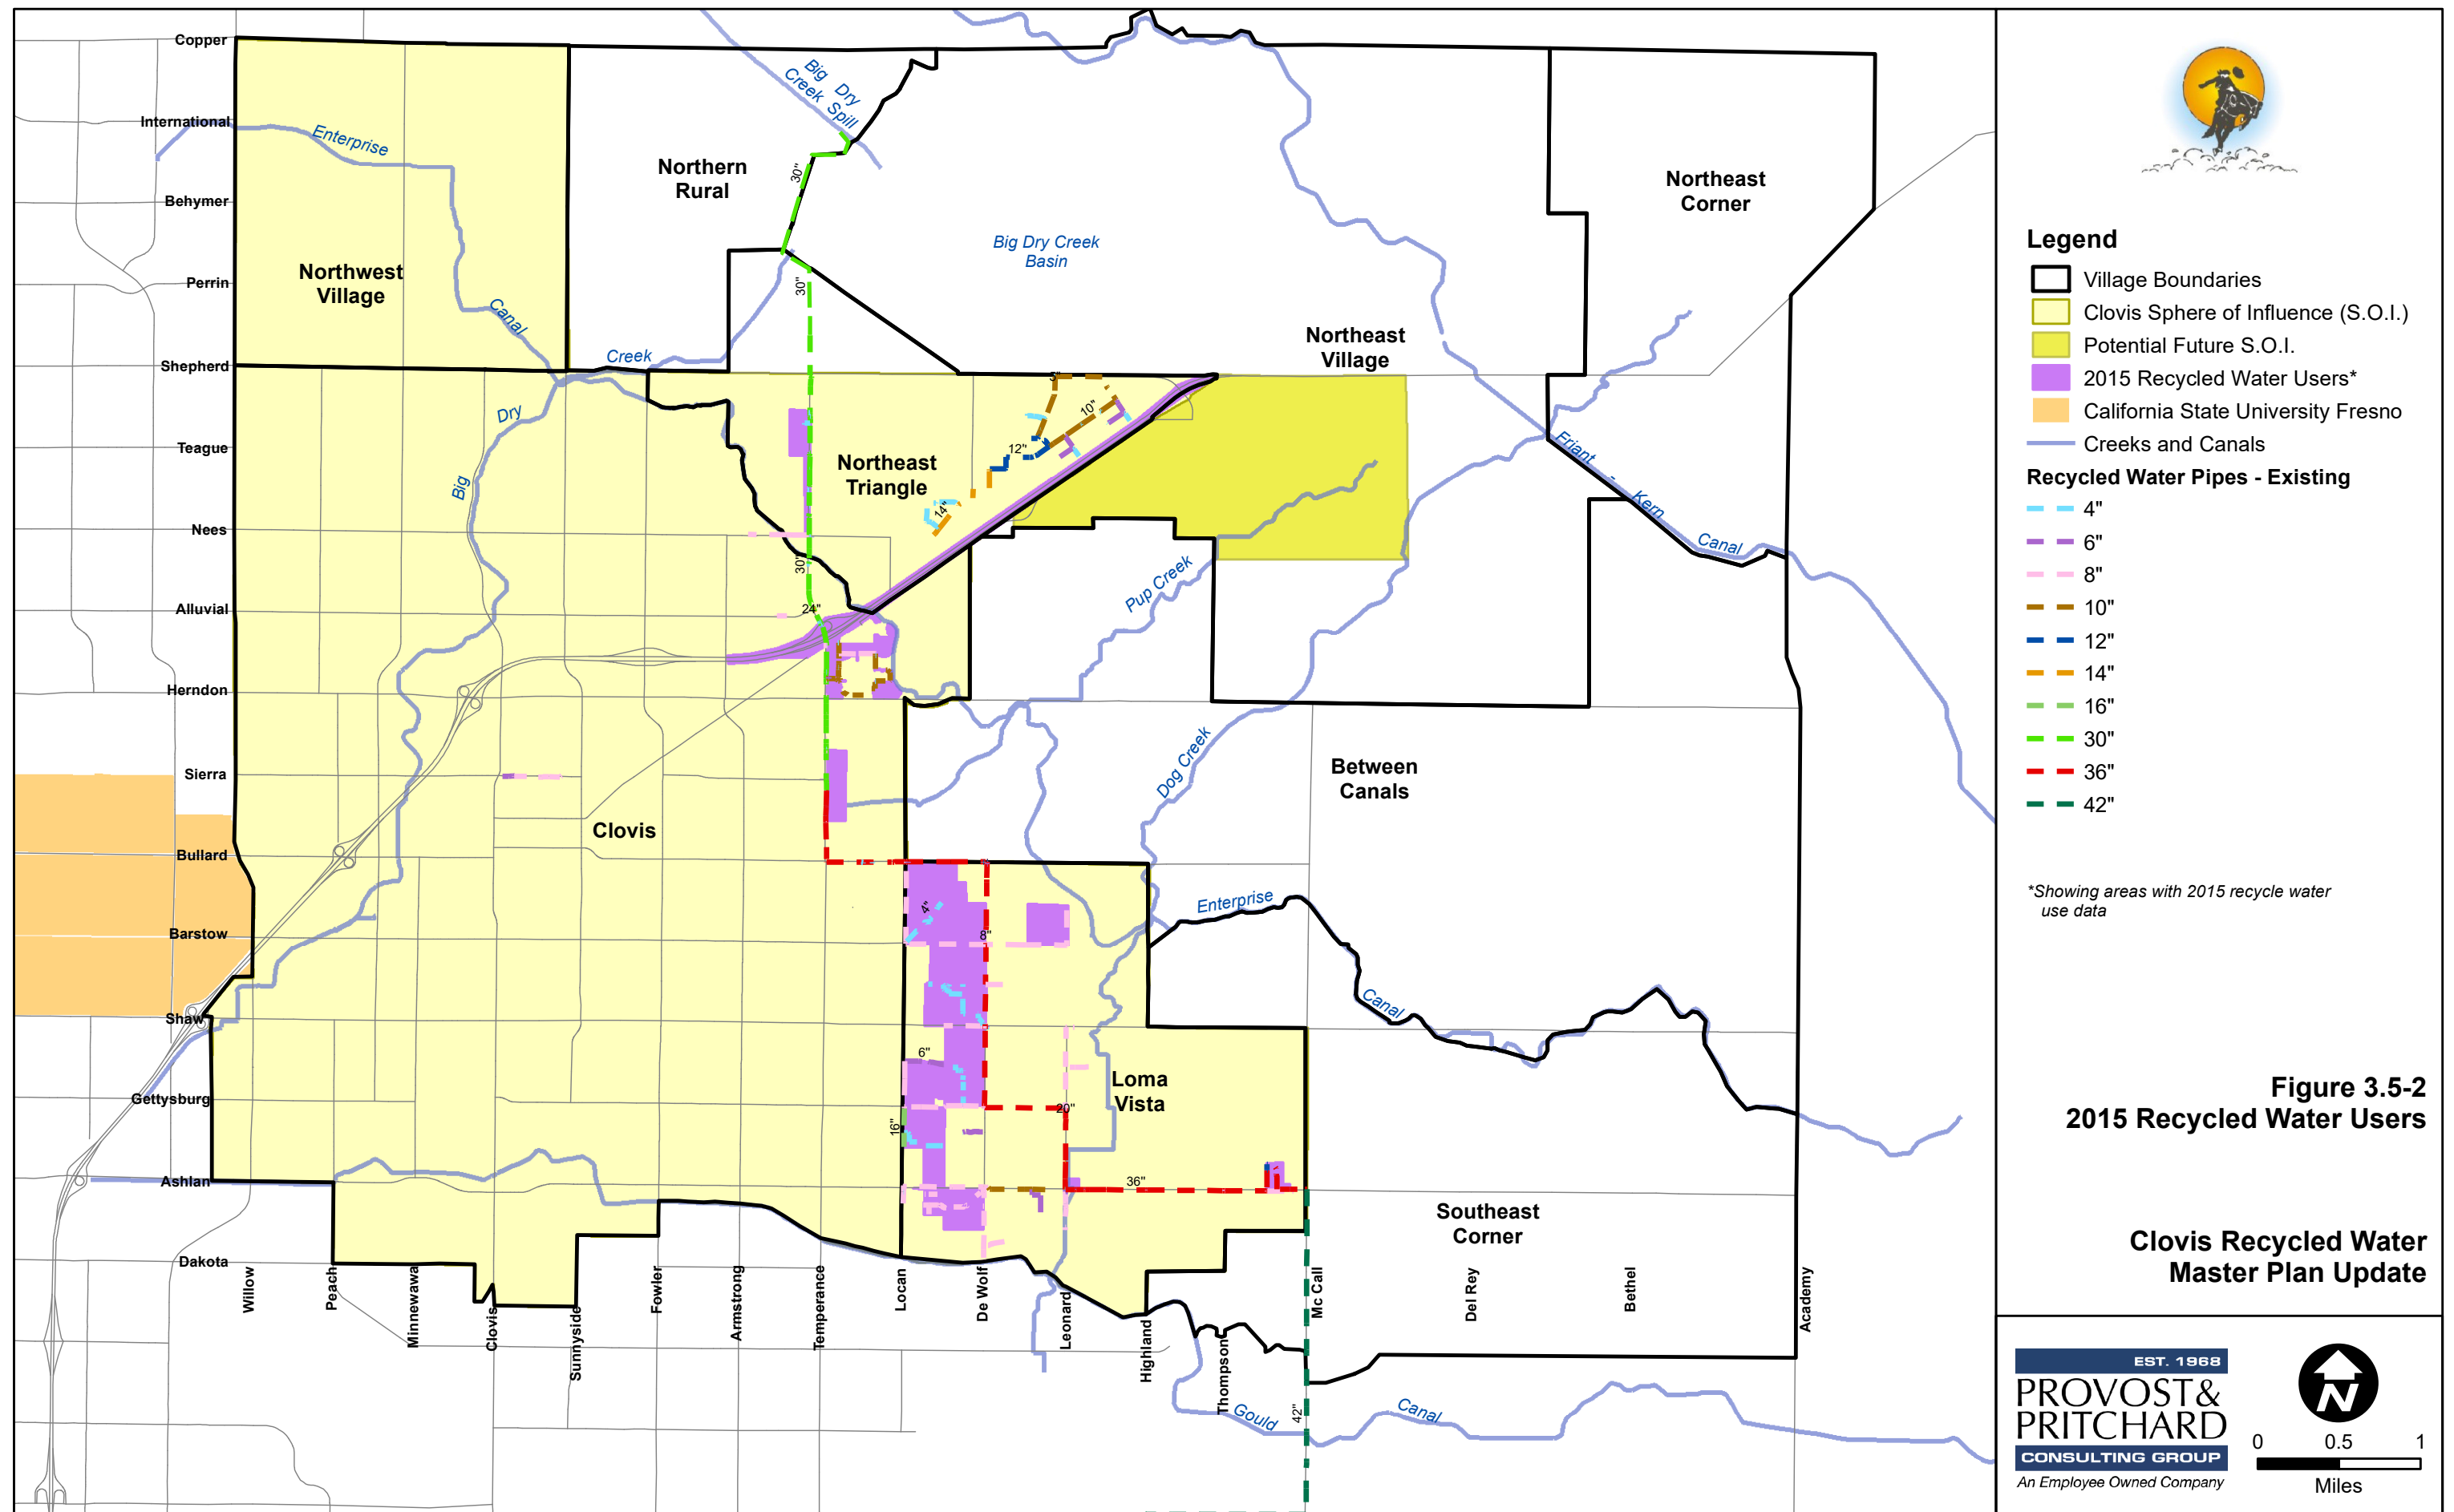 Copper
International
Behymer
Perrin
Shepherd
Teague
Nees
Alluvial
Herndon
Sierra
Bullard
Barstow
Shaw
Gettysburg
Ashlan
Dakota
Willow
Peach
Minnewawa
Clovis
Sunnyside
Fowler
Armstrong
Temperance
Locan
De Wolf
Leonard
Highland
Thompson
Mc Call
Del Rey
Bethel
Academy
Big Dry
Creek Spill
Enterprise
Canal
Northwest
Village
Northern
Rural
30"
Big Dry Creek
Basin
30"
Northeast
Corner
Northeast
Village
Creek
Dry
Big
5"
10"
12"
14"
Northeast
Triangle
30"
24"
Friant - Kern
Canal
Pup Creek
Dog Creek
Between
Canals
Clovis
Enterprise
Canal
4"
8"
6"
16"
20"
Loma
Vista
36"
Southeast
Corner
42"
Gould
Canal
Legend
Village Boundaries
Clovis Sphere of Influence (S.O.I.)
Potential Future S.O.I.
2015 Recycled Water Users*
California State University Fresno
Creeks and Canals
Recycled Water Pipes - Existing
4"
6"
8"
10"
12"
14"
16"
30"
36"
42"
*Showing areas with 2015 recycle water
use data
Figure 3.5-2
2015 Recycled Water Users
Clovis Recycled Water
Master Plan Update
EST. 1968
PROVOST&
PRITCHARD
CONSULTING GROUP
An Employee Owned Company
N
0 0.5 1
Miles